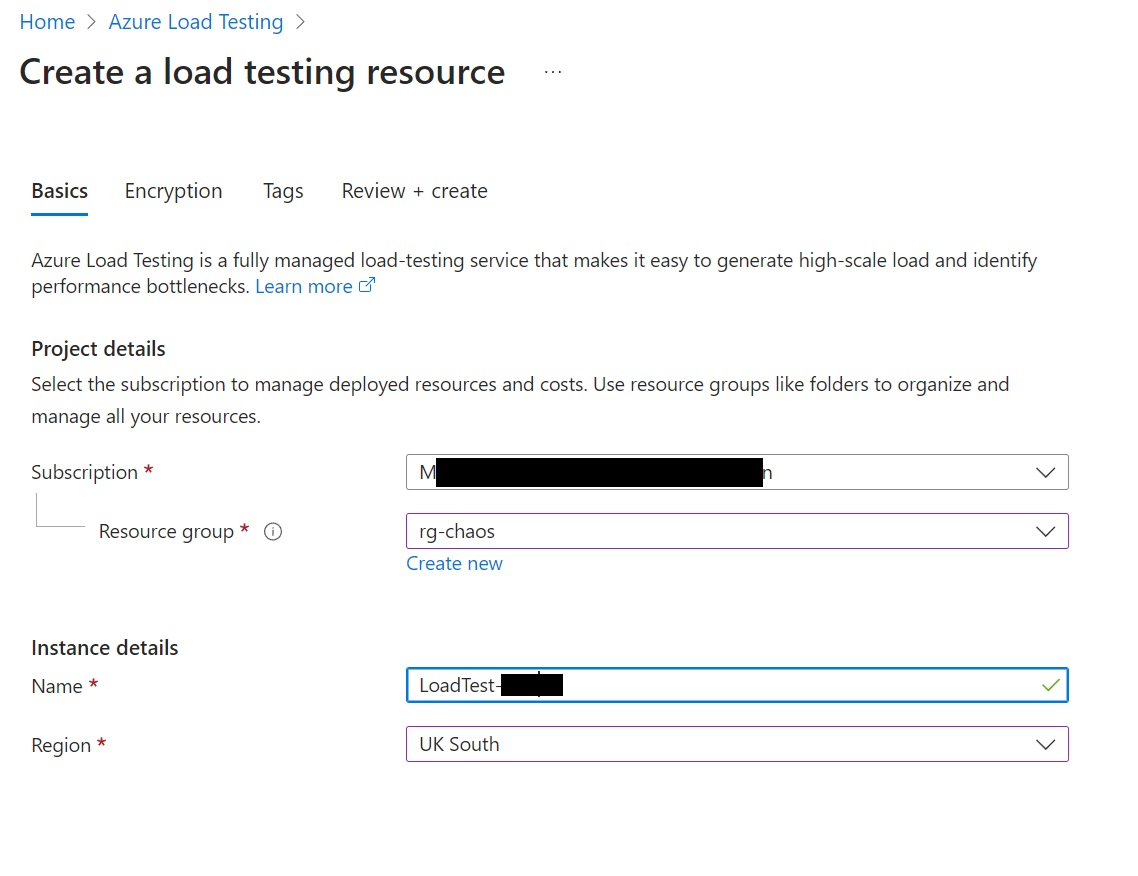 Home > Azure Load Testing >
Create a load testing resource ...
Basics Encryption Tags Review + create
Azure Load Testing is a fully managed load-testing service that makes it easy to generate high-scale load and identify
performance bottlenecks. Learn more
Project details
Select the subscription to manage deployed resources and costs. Use resource groups like folders to organize and
manage all your resources.
Subscription *
Resource group * rg-chaos
Create new
Instance details
Name * LoadTest-
Region * UK South